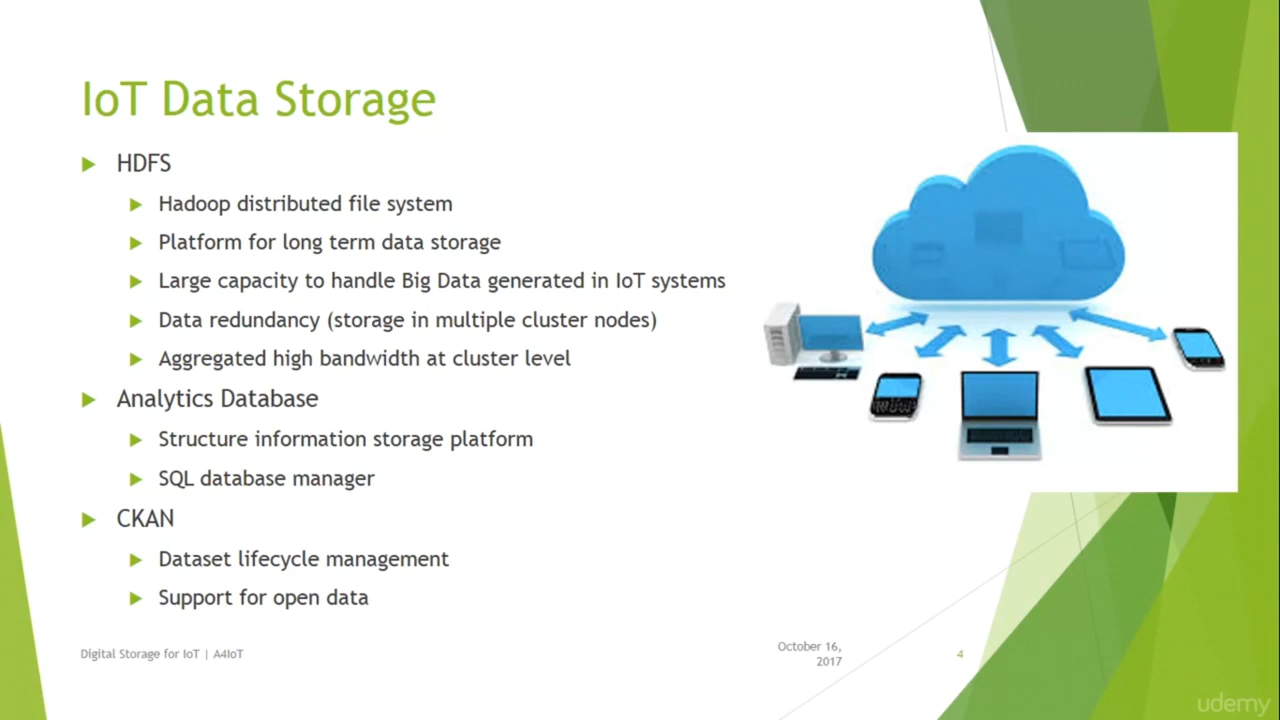 IoT Data Storage
HDFS
Hadoop distributed file system
Platform for long term data storage
Large capacity to handle Big Data generated in IoT systems
Data redundancy (storage in multiple cluster nodes)
Aggregated high bandwidth at cluster level
Analytics Database
Structure information storage platform
SQL database manager
CKAN
Dataset lifecycle management
Support for open data
Digital Storage for IoT | A4IoT
October 16,
2017
4
udemy